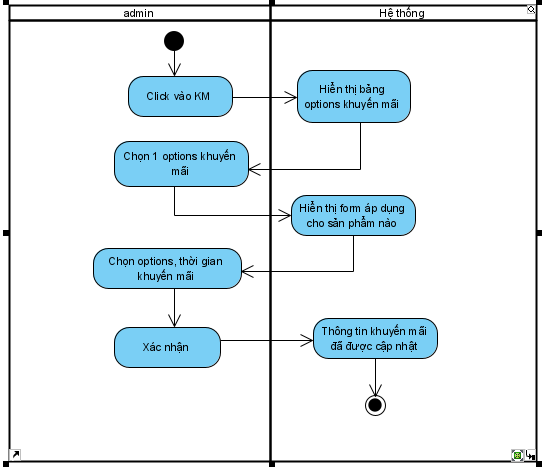 admin
Hệ thống
Click vào KM
Hiển thị bảng
options khuyến mãi
Chọn 1 options khuyến
mãi
Hiển thị form áp dụng
cho sản phẩm nào
Chọn options, thời gian
khuyến mãi
Xác nhận
Thông tin khuyến mãi
đã được cập nhật